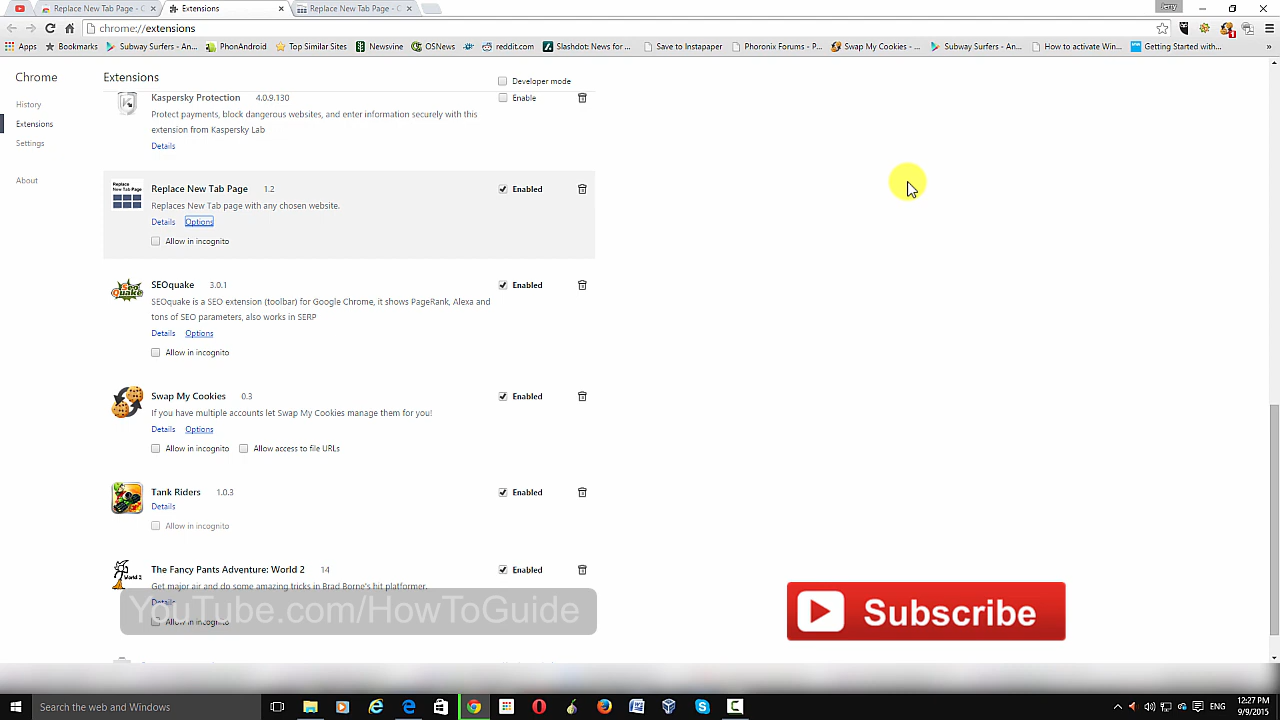 Replace New Tab Page - C
Extensions
Replace New Tab Page - C
chrome://extensions
Apps
Bookmarks
Subway Surfers - An...
PhonAndroid
Top Similar Sites
Newsvine
OSNews
reddit.com
Slashdot: News for ...
Save to Instapaper
Phoronix Forums - P...
Swap My Cookies - ...
Subway Surfers - An...
How to activate Win...
Getting Started with...
»
Chrome
History
Extensions
Settings
About
Extensions
Developer mode
Kaspersky Protection 4.0.9.130
Enable
Protect payments, block dangerous websites, and enter information securely with this
extension from Kaspersky Lab
Details
Replace
New Tab Page
Replace New Tab Page 1.2
Enabled
Replaces New Tab page with any chosen website.
Details Options
Allow in incognito
SEOquake 3.0.1
Enabled
SEOquake is a SEO extension (toolbar) for Google Chrome, it shows PageRank, Alexa and
tons of SEO parameters, also works in SERP
Details Options
Allow in incognito
Swap My Cookies 0.3
Enabled
If you have multiple accounts let Swap My Cookies manage them for you!
Details Options
Allow in incognito Allow access to file URLs
Tank Riders 1.0.3
Enabled
Details
Allow in incognito
World 2
The Fancy Pants Adventure: World 2 14
Enabled
Get major air and do some amazing tricks in Brad Borne's hit platformer.
Details
Allow in incognito
YouTube.com/HowToGuide
Subscribe
Search the web and Windows
ENG
12:27 PM
9/9/2015